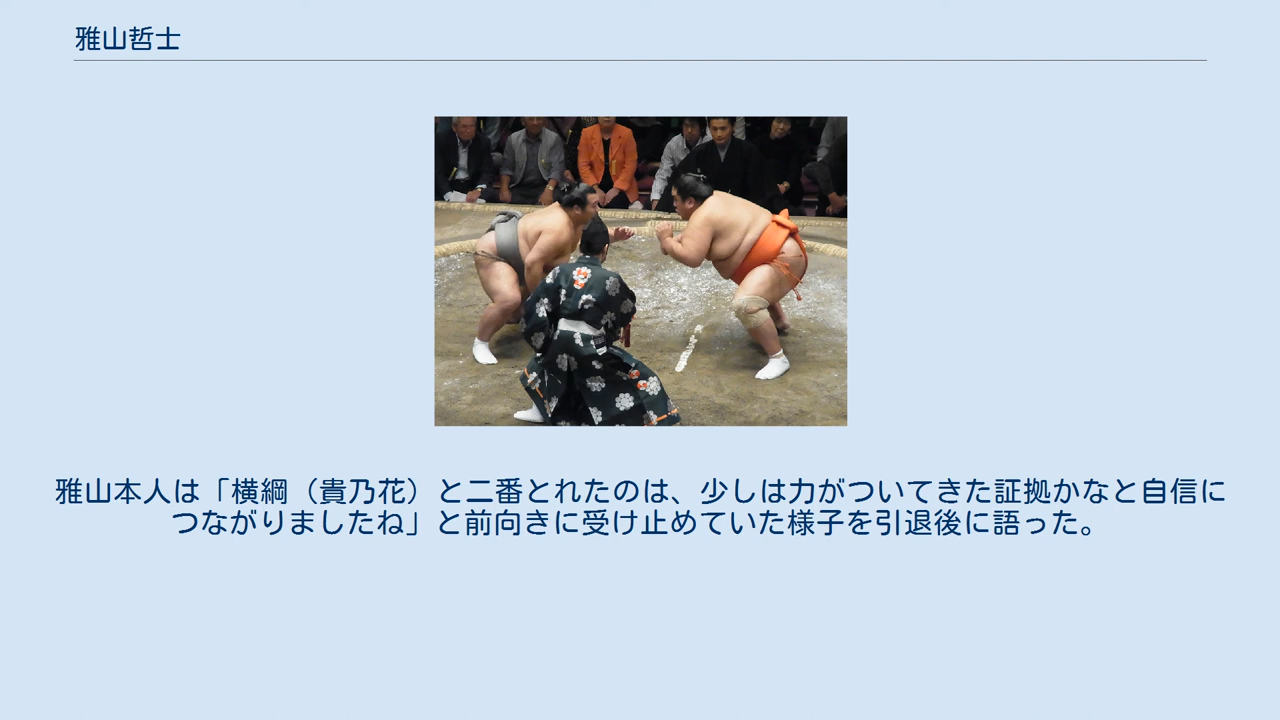 雅山哲士
雅山本人は「横綱（貴乃花）と二番とれたのは、少しは力がついてきた証拠かなと自信に
つながりましたね」と前向きに受け止めていた様子を引退後に語った。